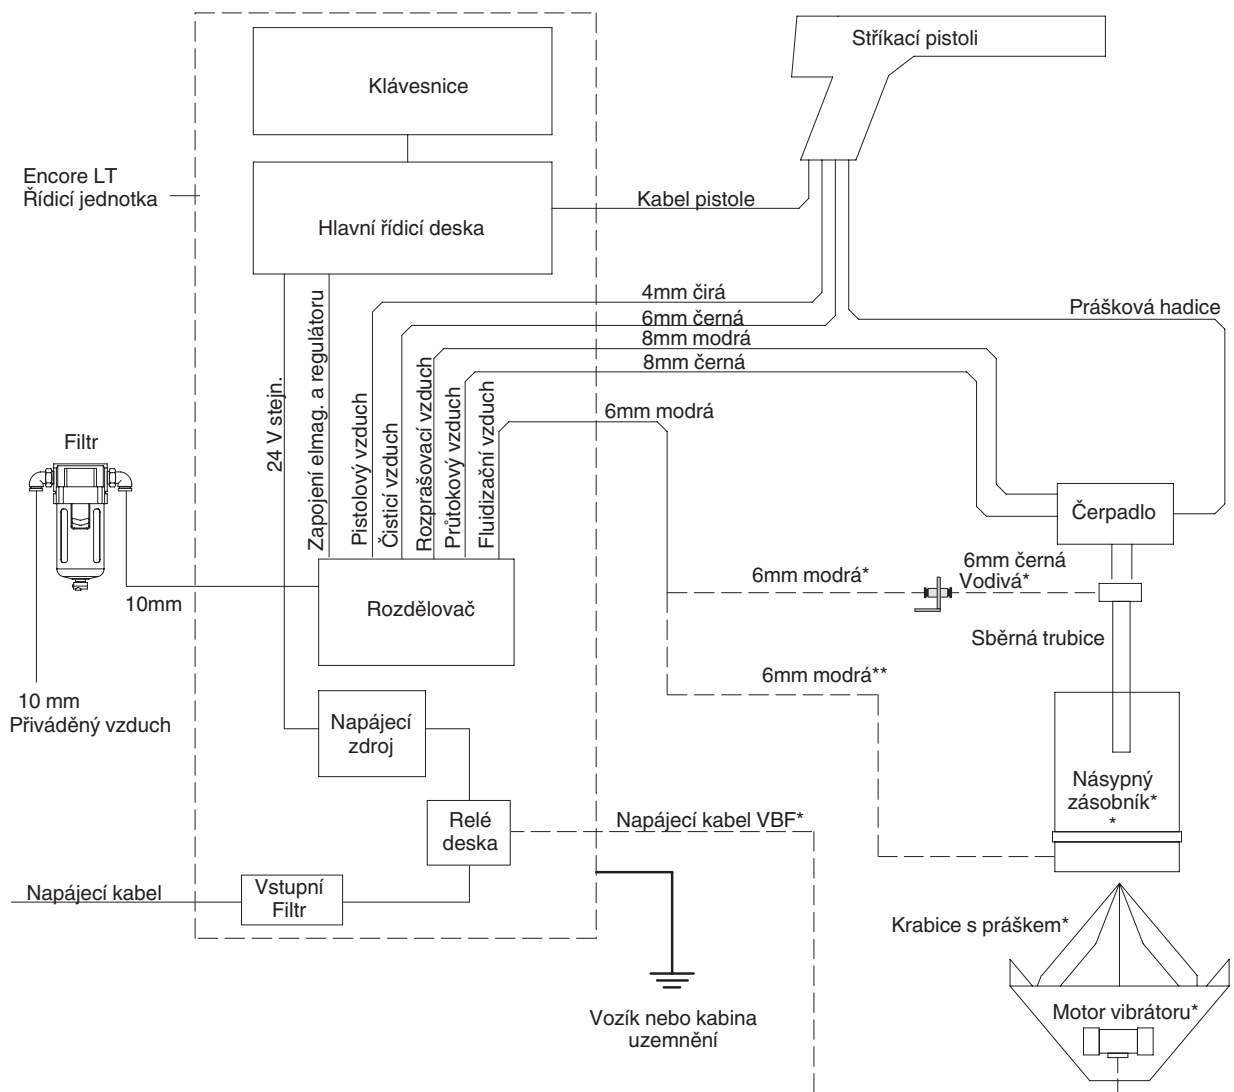 Stříkací pistoli
Klávesnice
Encore LT
Řídicí jednotka
Kabel pistole
Hlavní řídicí deska
4mm čirá
6mm černá
8mm modrá
8mm černá
6mm modrá
Prášková hadice
24 V stejn.
Zapojení elmag. a regulátoru
Pistolový vzduch
Čisticí vzduch
Rozprašovací vzduch
Průtokový vzduch
Fluidizační vzduch
Filtr
Čerpadlo
10mm
Rozdělovač
6mm modrá*
6mm černá
Vodivá*
Sběrná trubice
6mm modrá**
10 mm
Přiváděný vzduch
Napájecí
zdroj
Násypný
zásobník*
*
Relé
deska
Napájecí kabel VBF*
Napájecí kabel
Vstupní
Filtr
Krabice s práškem*
Motor vibrátoru*
Vozík nebo kabina
uzemnění